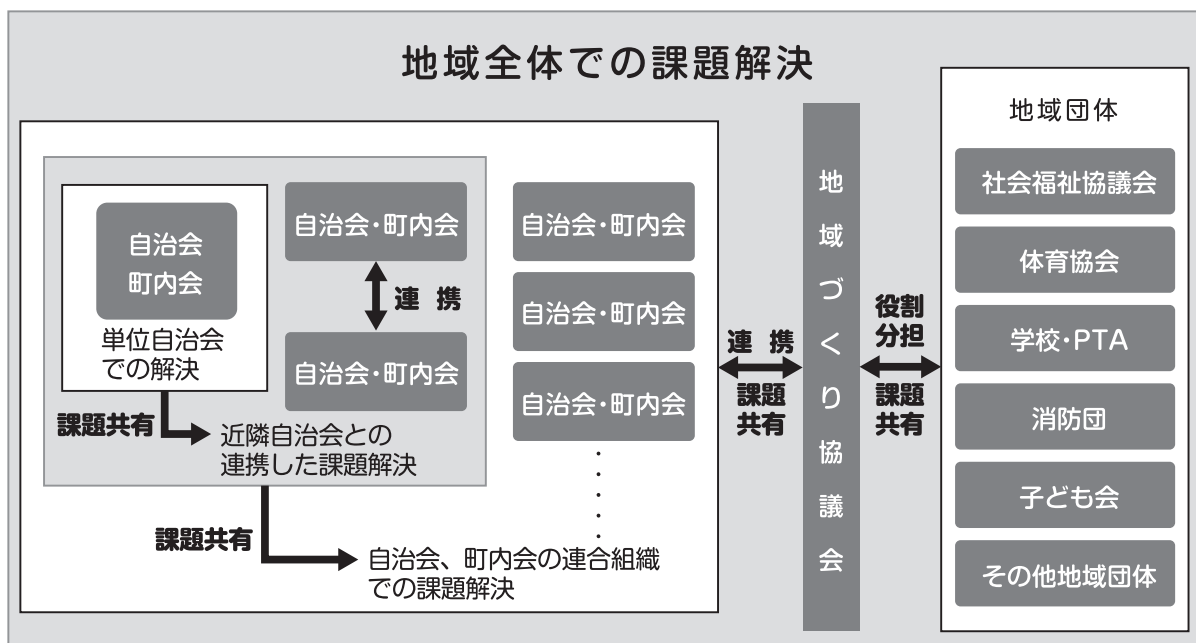 地域全体での課題解決
自治会
町内会
単位自治会
での解決
課題共有
自治会・町内会
連携
自治会・町内会
近隣自治会との
連携した課題解決
課題共有
自治会・町内会
自治会・町内会
自治会・町内会
自治会、町内会の連合組織
での課題解決
連携
課題
共有
地域づくり協議会
役割
分担
課題
共有
地域団体
社会福祉協議会
体育協会
学校・PTA
消防団
子ども会
その他地域団体